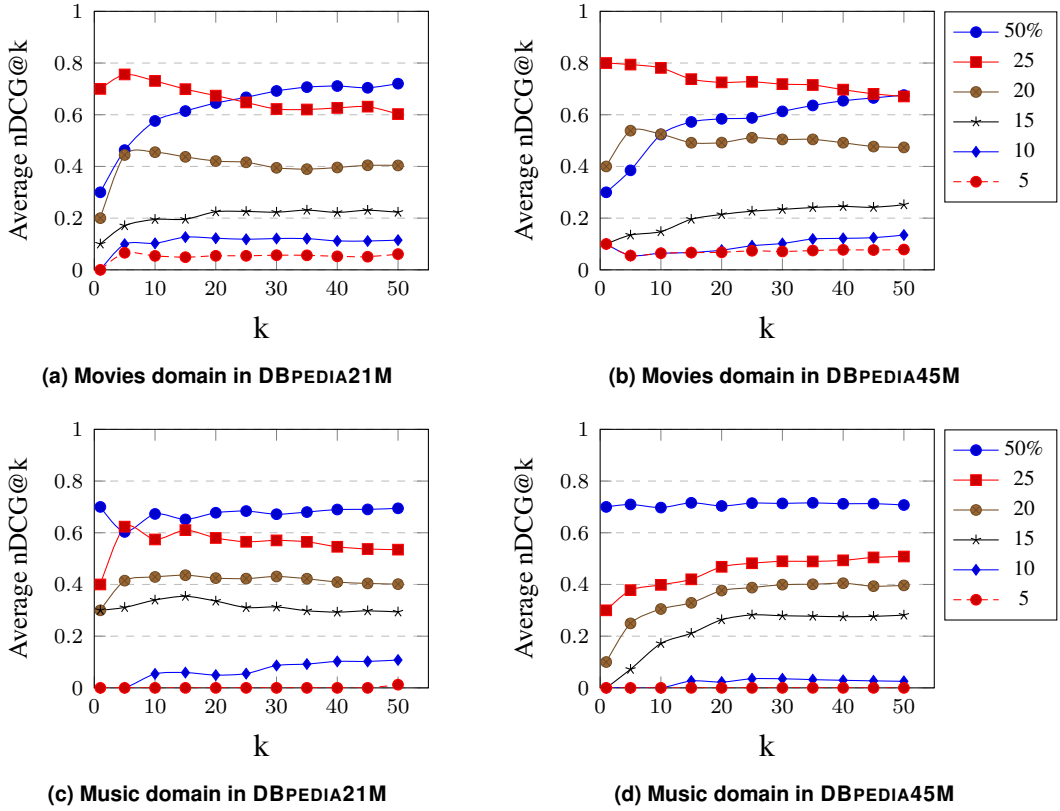 1
0.8
0.6
0.4
0.2
0
0 10 20 30 40 50
Average nDCG@k
k
(a) Movies domain in DBPEDIA21M
1
0.8
0.6
0.4
0.2
0
0 10 20 30 40 50
Average nDCG@k
k
(b) Movies domain in DBPEDIA45M
50%
25
20
15
10
5
1
0.8
0.6
0.4
0.2
0
0 10 20 30 40 50
Average nDCG@k
k
(c) Music domain in DBPEDIA21M
1
0.8
0.6
0.4
0.2
0
0 10 20 30 40 50
Average nDCG@k
k
(d) Music domain in DBPEDIA45M
50%
25
20
15
10
5